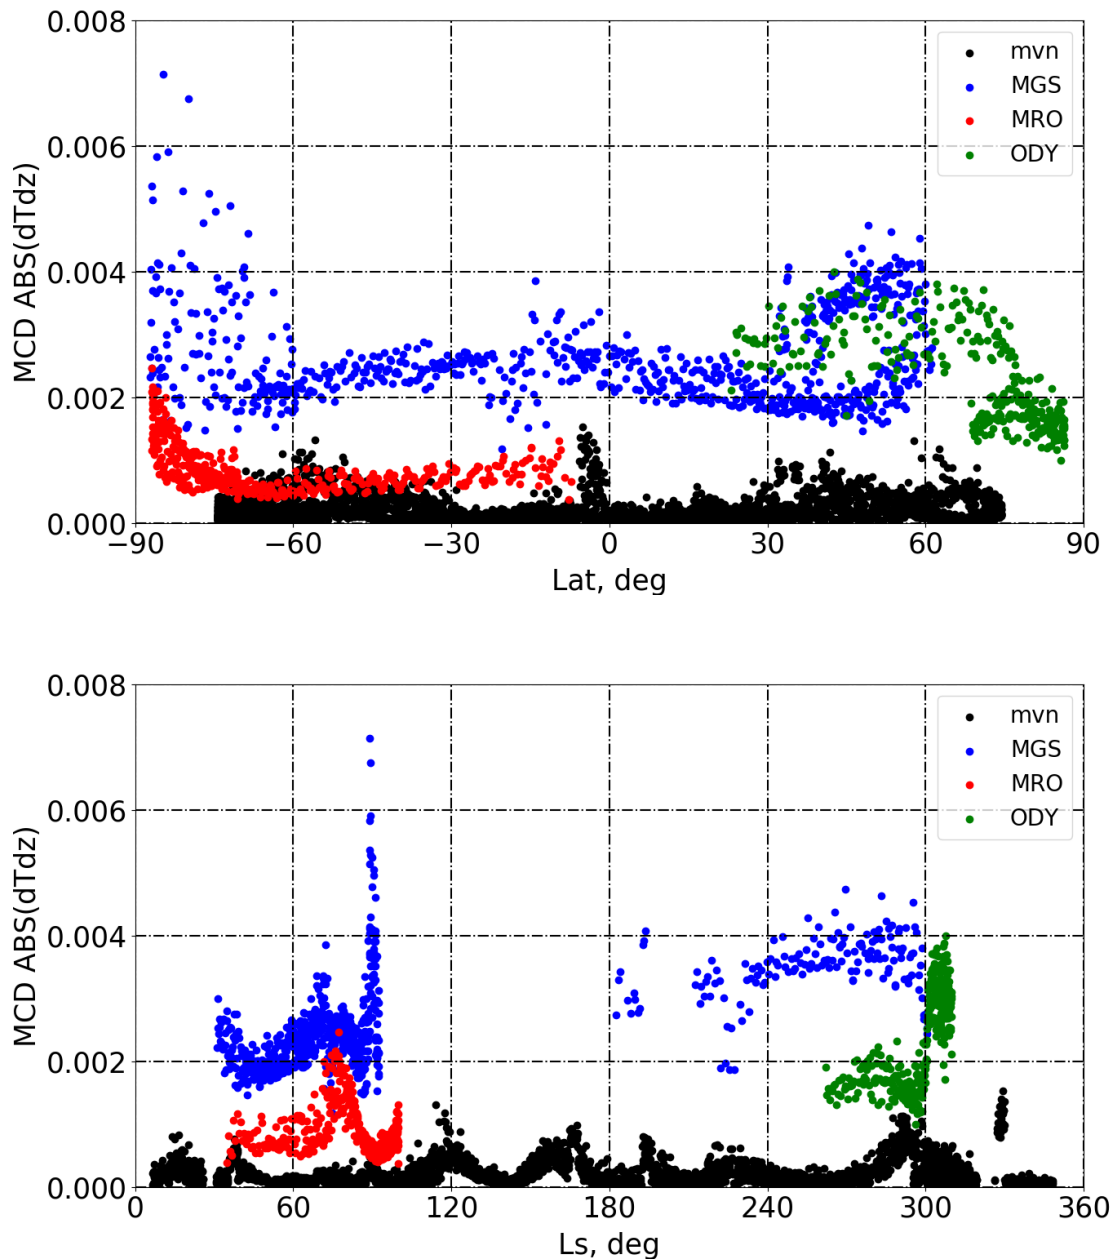 0.008
0.006
0.004
0.002
0.000
MCD ABS(dTdz)
mvn
MGS
MRO
ODY
−90 −60 −30 0 30 60 90
Lat, deg
0.008
0.006
0.004
0.002
0.000
MCD ABS(dTdz)
mvn
MGS
MRO
ODY
0 60 120 180 240 300 360
Ls, deg